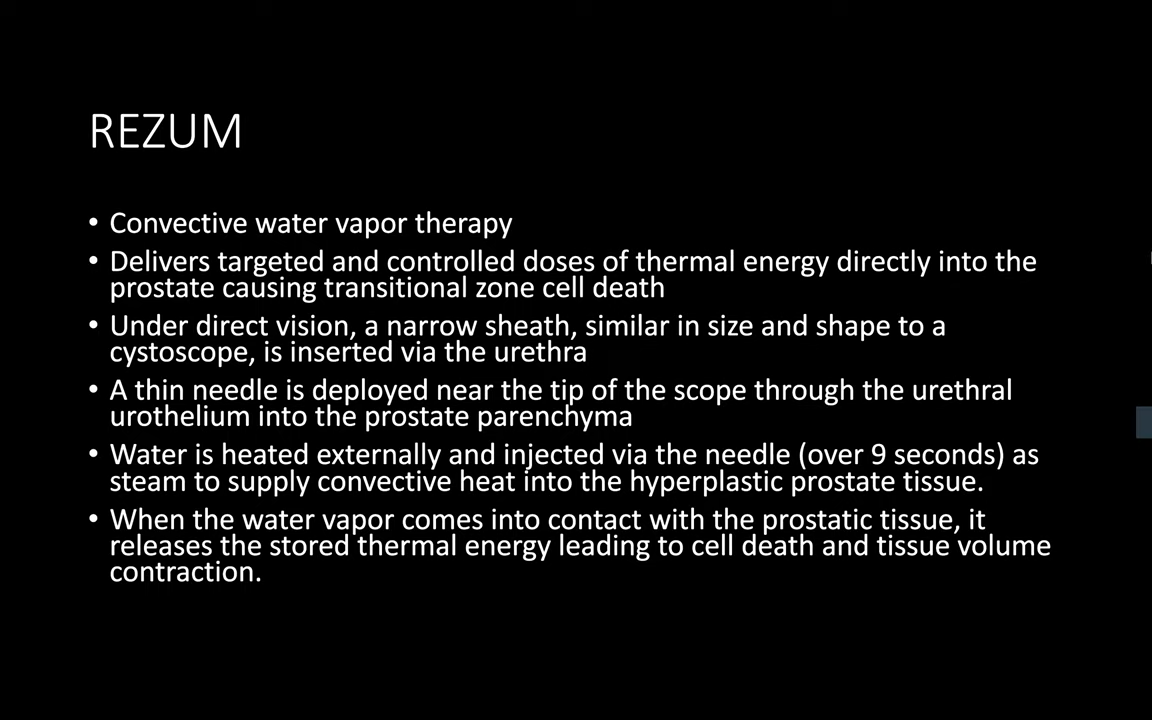 REZUM
• Convective water vapor therapy
• Delivers targeted and controlled doses of thermal energy directly into the
prostate causing transitional zone cell death
• Under direct vision, a narrow sheath, similar in size and shape to a
cystoscope, is inserted via the urethra
• A thin needle is deployed near the tip of the scope through the urethral
urothelium into the prostate parenchyma
• Water is heated externally and injected via the needle (over 9 seconds) as
steam to supply convective heat into the hyperplastic prostate tissue.
• When the water vapor comes into contact with the prostatic tissue, it
releases the stored thermal energy leading to cell death and tissue volume
contraction.